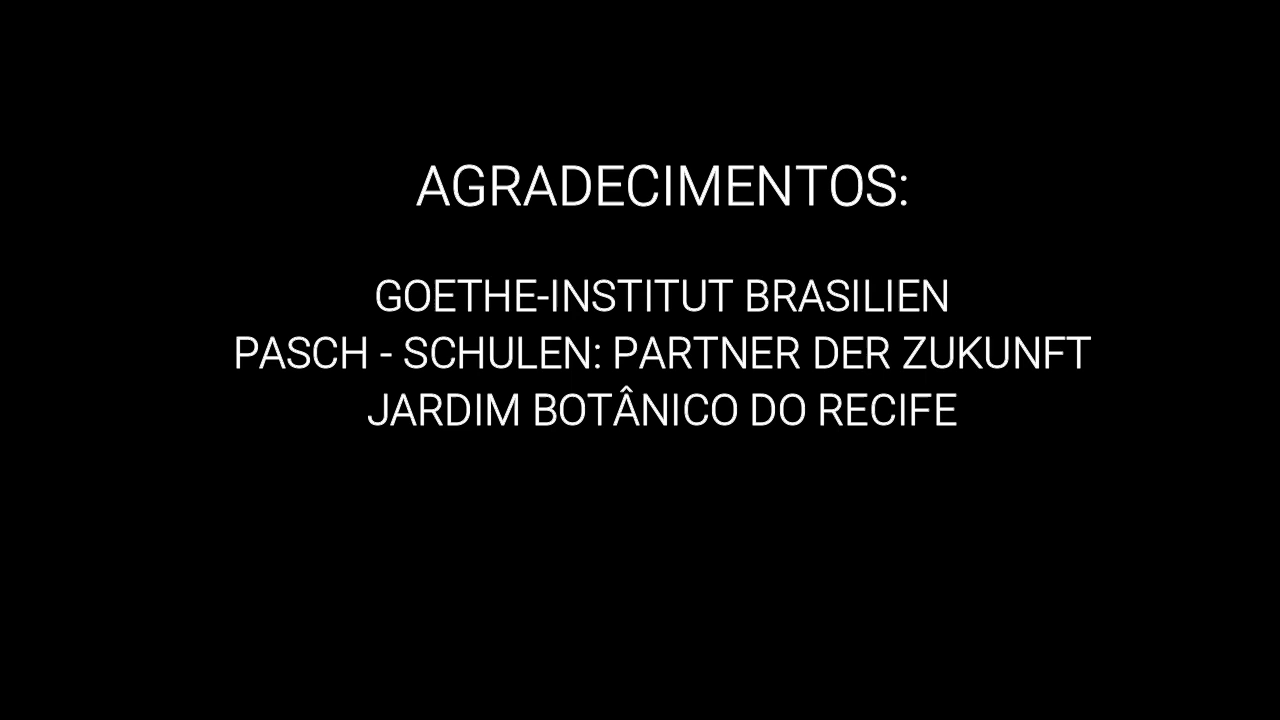 AGRADECIMENTOS:
GOETHE-INSTITUT BRASILIEN
PASCH - SCHULEN: PARTNER DER ZUKUNFT
JARDIM BOTÂNICO DO RECIFE